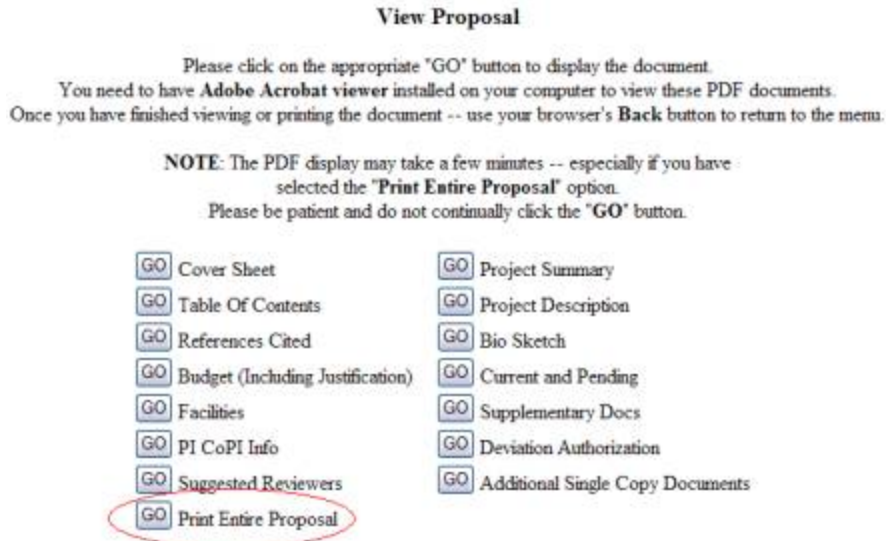 View Proposal
Please click on the appropriate "GO" button to display the document.
You need to have Adobe Acrobat viewer installed on your computer to view these PDF documents.
Once you have finished viewing or printing the document -- use your browser's Back button to return to the menu.
NOTE: The PDF display may take a few minutes -- especially if you have
selected the "Print Entire Proposal" option.
Please be patient and do not continually click the "GO" button.
GO Cover Sheet GO Project Summary
GO Table Of Contents GO Project Description
GO References Cited GO Bio Sketch
GO Budget (Including Justification) GO Current and Pending
GO Facilities GO Supplementary Docs
GO PI CoPI Info GO Deviation Authorization
GO Suggested Reviewers GO Additional Single Copy Documents
GO Print Entire Proposal